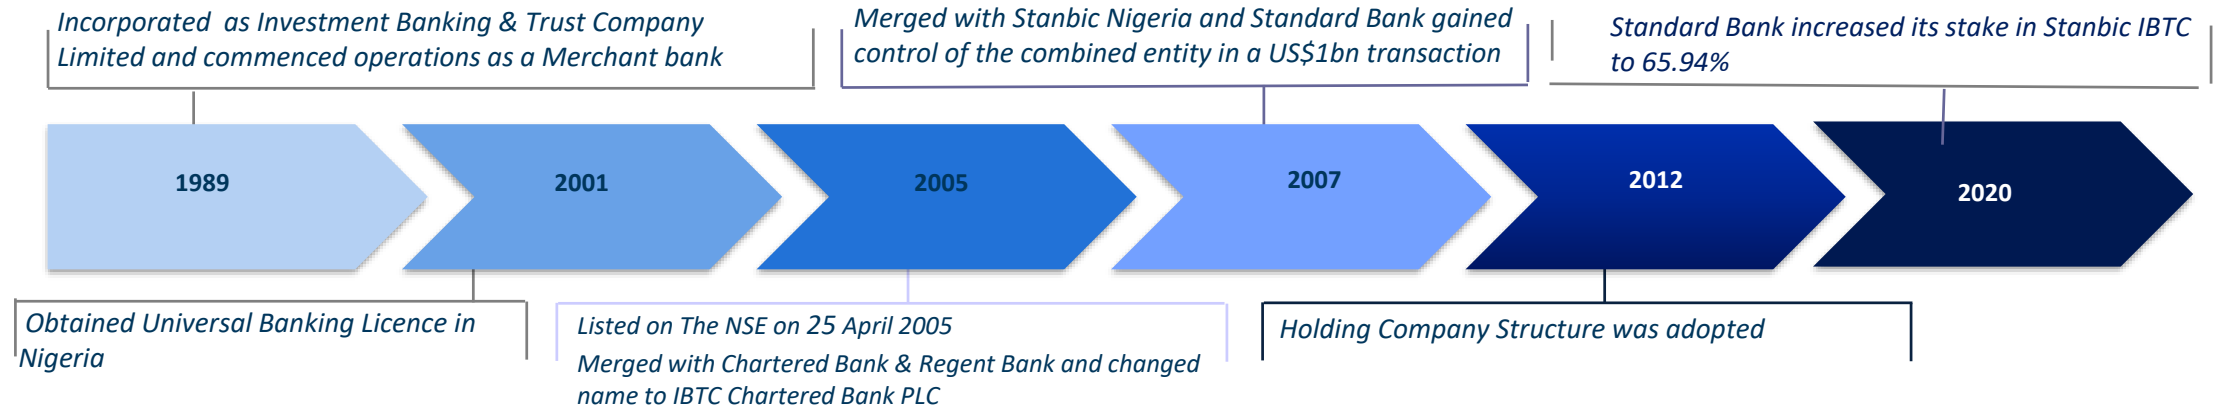 Incorporated  as Investment Banking & Trust Company
Limited and commenced operations as a Merchant bank
Merged with Stanbic Nigeria and Standard Bank gained
control of the combined entity in a US$1bn transaction
Standard Bank increased its stake in Stanbic IBTC
to 65.94%
1989
2001
2005
2007
2012
2020
Obtained Universal Banking Licence in
Nigeria
Listed on The NSE on 25 April 2005
Merged with Chartered Bank & Regent Bank and changed
name to IBTC Chartered Bank PLC
Holding Company Structure was adopted